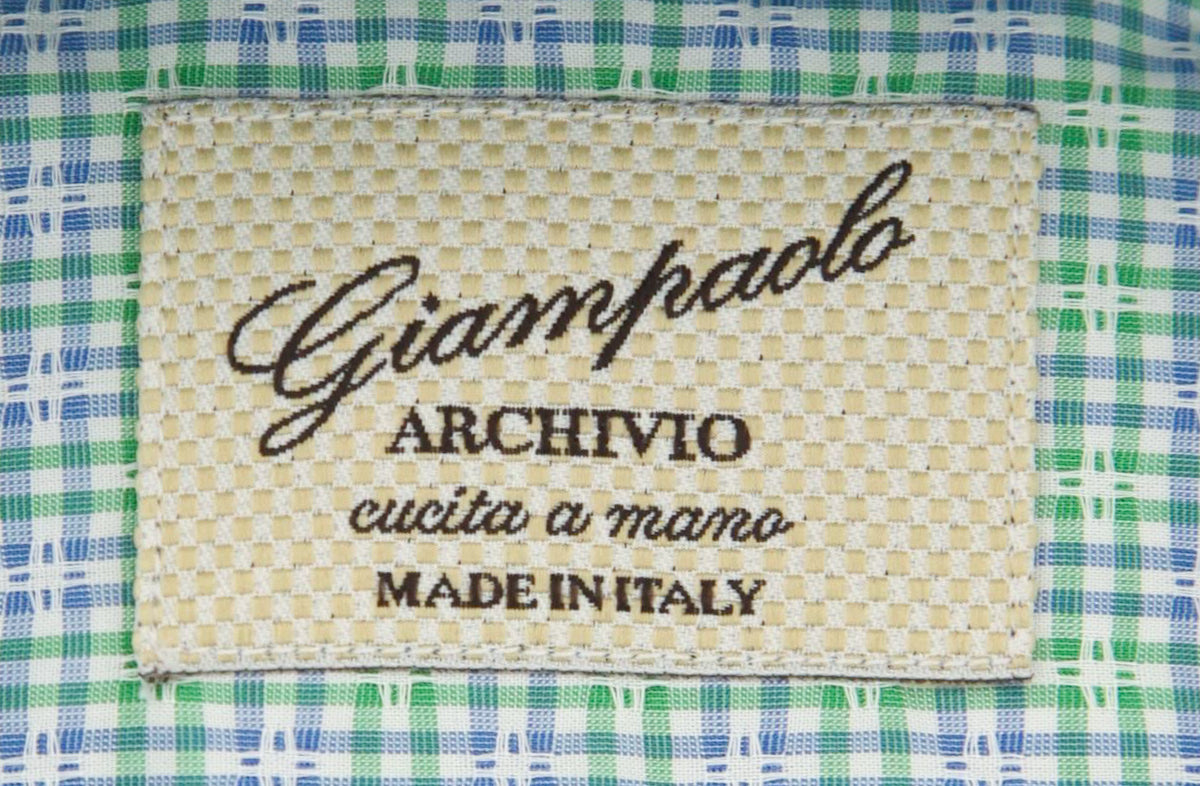 Giampaolo
ARCHIVIO
cucita a mano
MADE IN ITALY